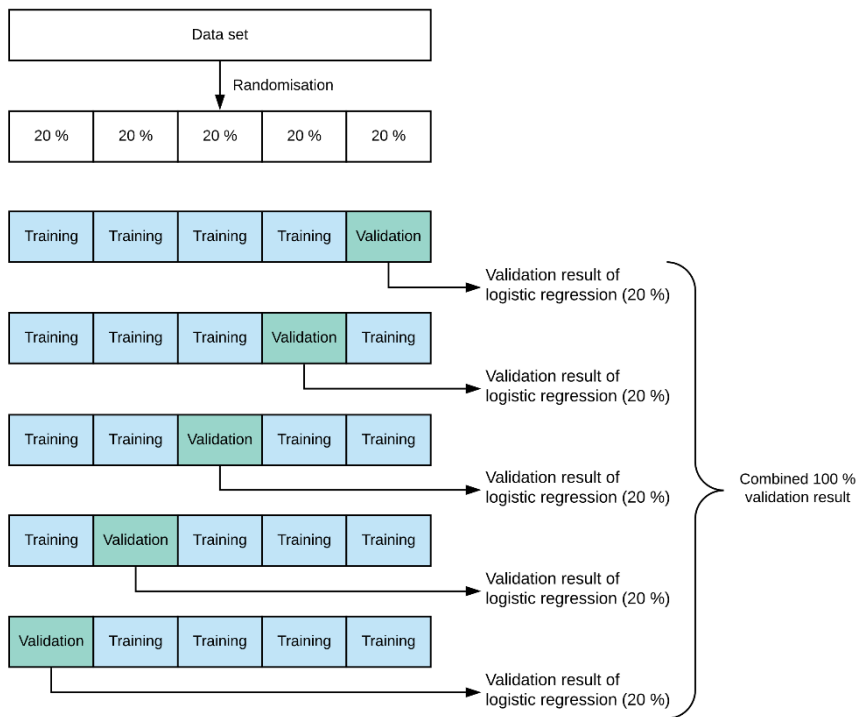 Data set
Randomisation
20 % 20 % 20 % 20 % 20 %
Training Training Training Training Validation
Validation result of
logistic regression (20 %)
Training Training Training Validation Training
Validation result of
logistic regression (20 %)
Training Training Validation Training Training
Validation result of
logistic regression (20 %)
Training Validation Training Training Training
Validation result of
logistic regression (20 %)
Validation Training Training Training Training
Validation result of
logistic regression (20 %)
Combined 100 %
validation result